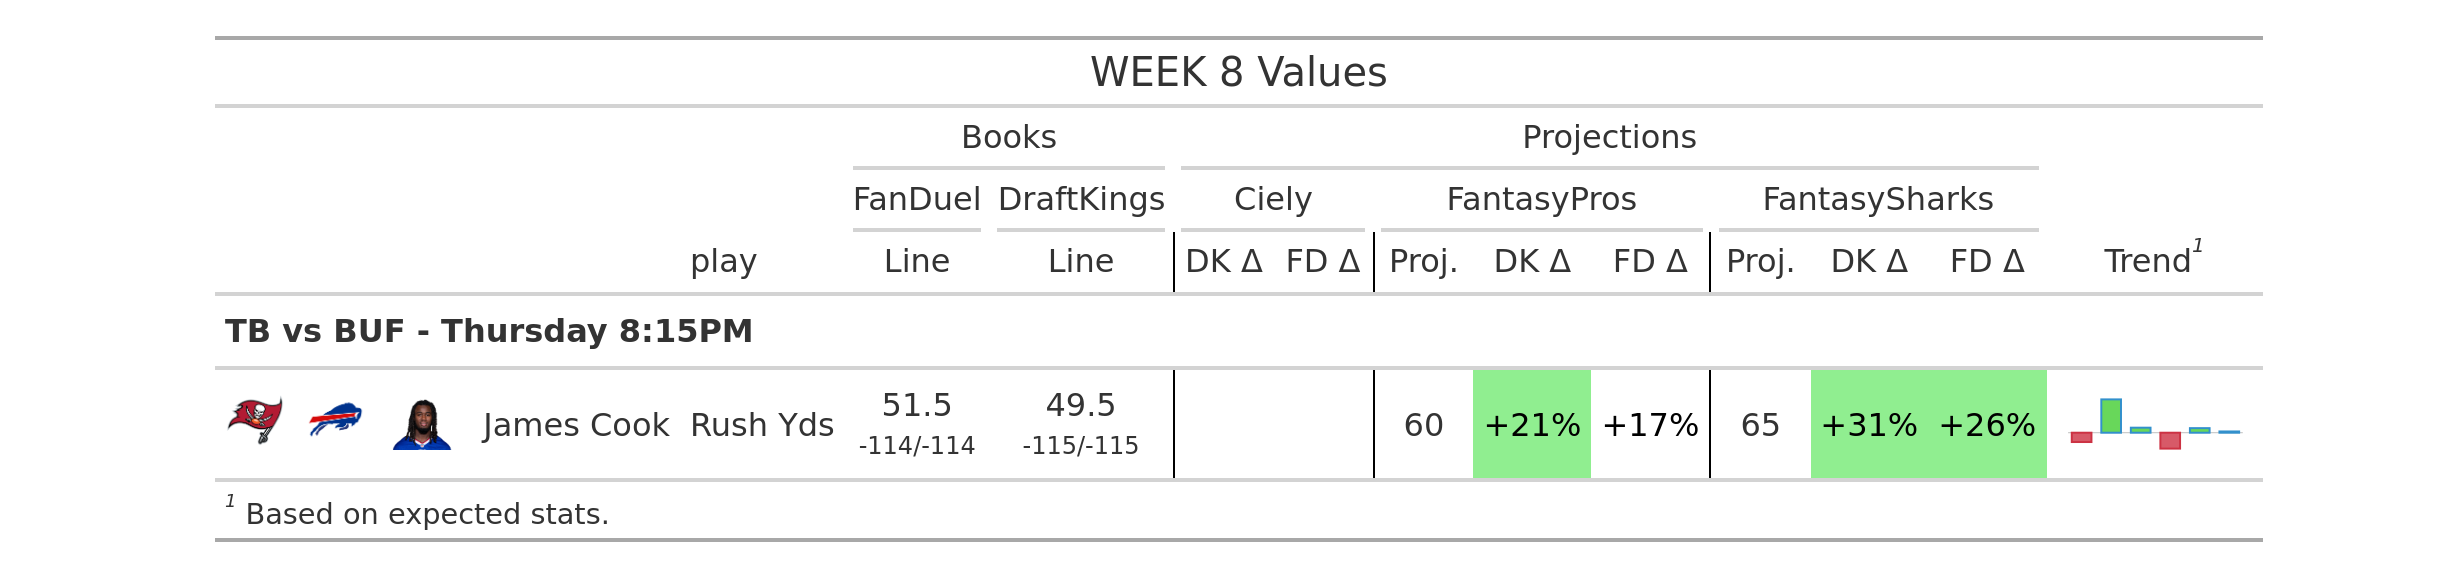 WEEK 8 Values
Books Projections
FanDuel DraftKings Ciely FantasyPros FantasySharks
play Line Line DK Δ FD Δ Proj. DK Δ FD Δ Proj. DK Δ FD Δ Trend1
TB vs BUF - Thursday 8:15PM
James Cook Rush Yds 51.5 49.5 60 +21% +17% 65 +31% +26%
-114/-114 -115/-115
1 Based on expected stats.